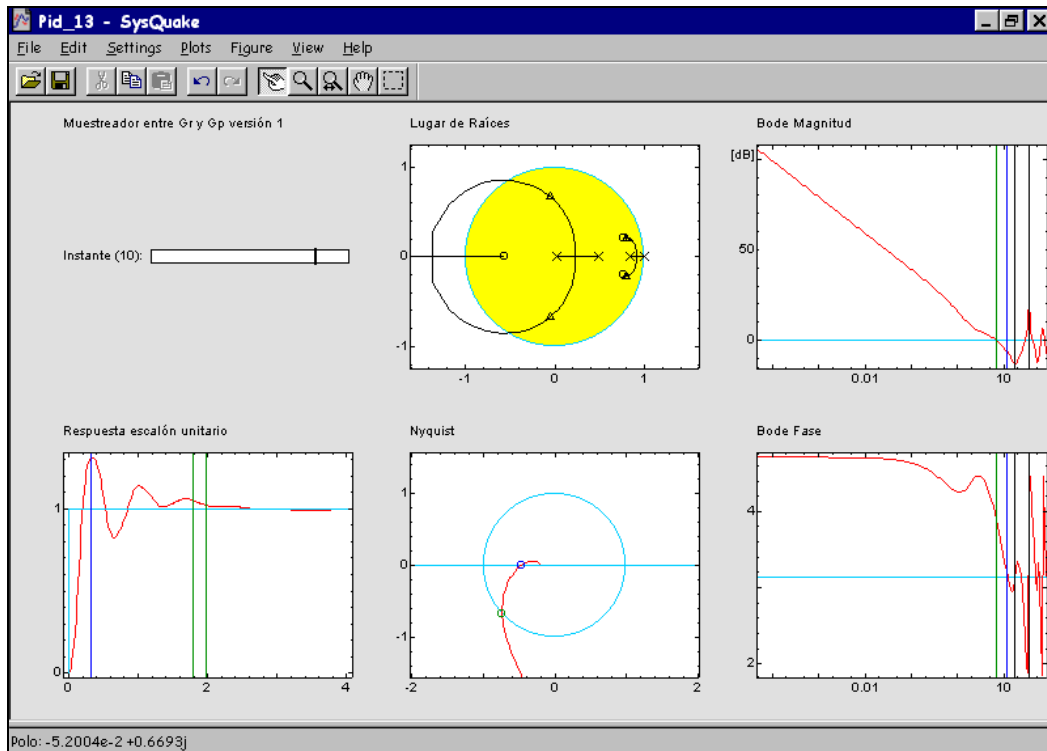 Pid_13 - SysQuake
File Edit Settings Plots Figure View Help
Muestreador entre Gr y Gp versión 1
Instante (10):
Lugar de Raíces
1
0
-1
-1 0 1
Bode Magnitud
[dB]
50
0
0.01 10
Respuesta escalón unitario
1
0
0 2 4
Nyquist
1
0
-1
-2 0 2
Bode Fase
4
2
0.01 10
Polo: -5.2004e-2 +0.6693j